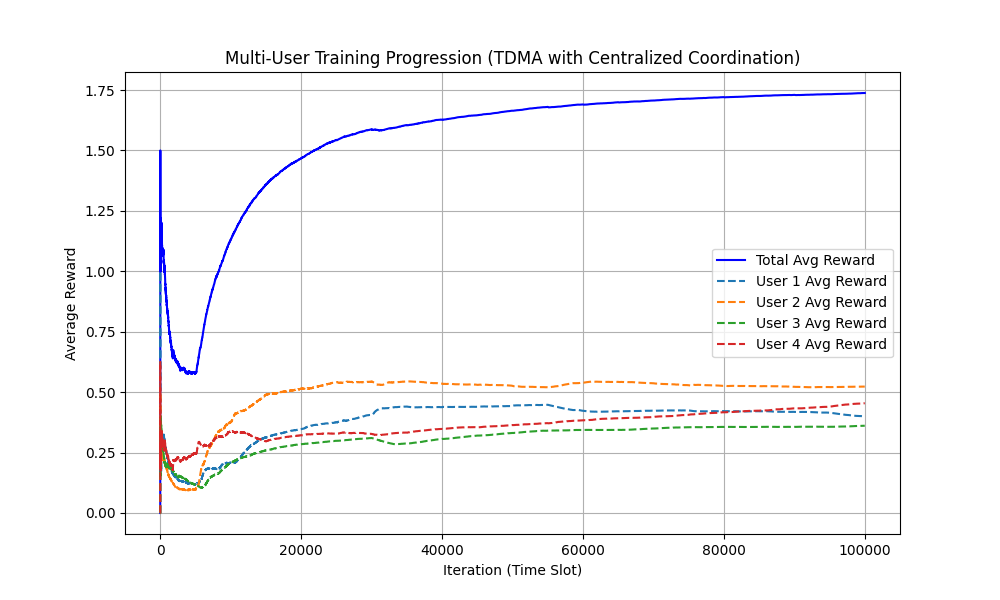 Multi-User Training Progression (TDMA with Centralized Coordination)
Average Reward
1.75
1.50
1.25
1.00
0.75
0.50
0.25
0.00
Total Avg Reward
User 1 Avg Reward
User 2 Avg Reward
User 3 Avg Reward
User 4 Avg Reward
0 20000 40000 60000 80000 100000
Iteration (Time Slot)